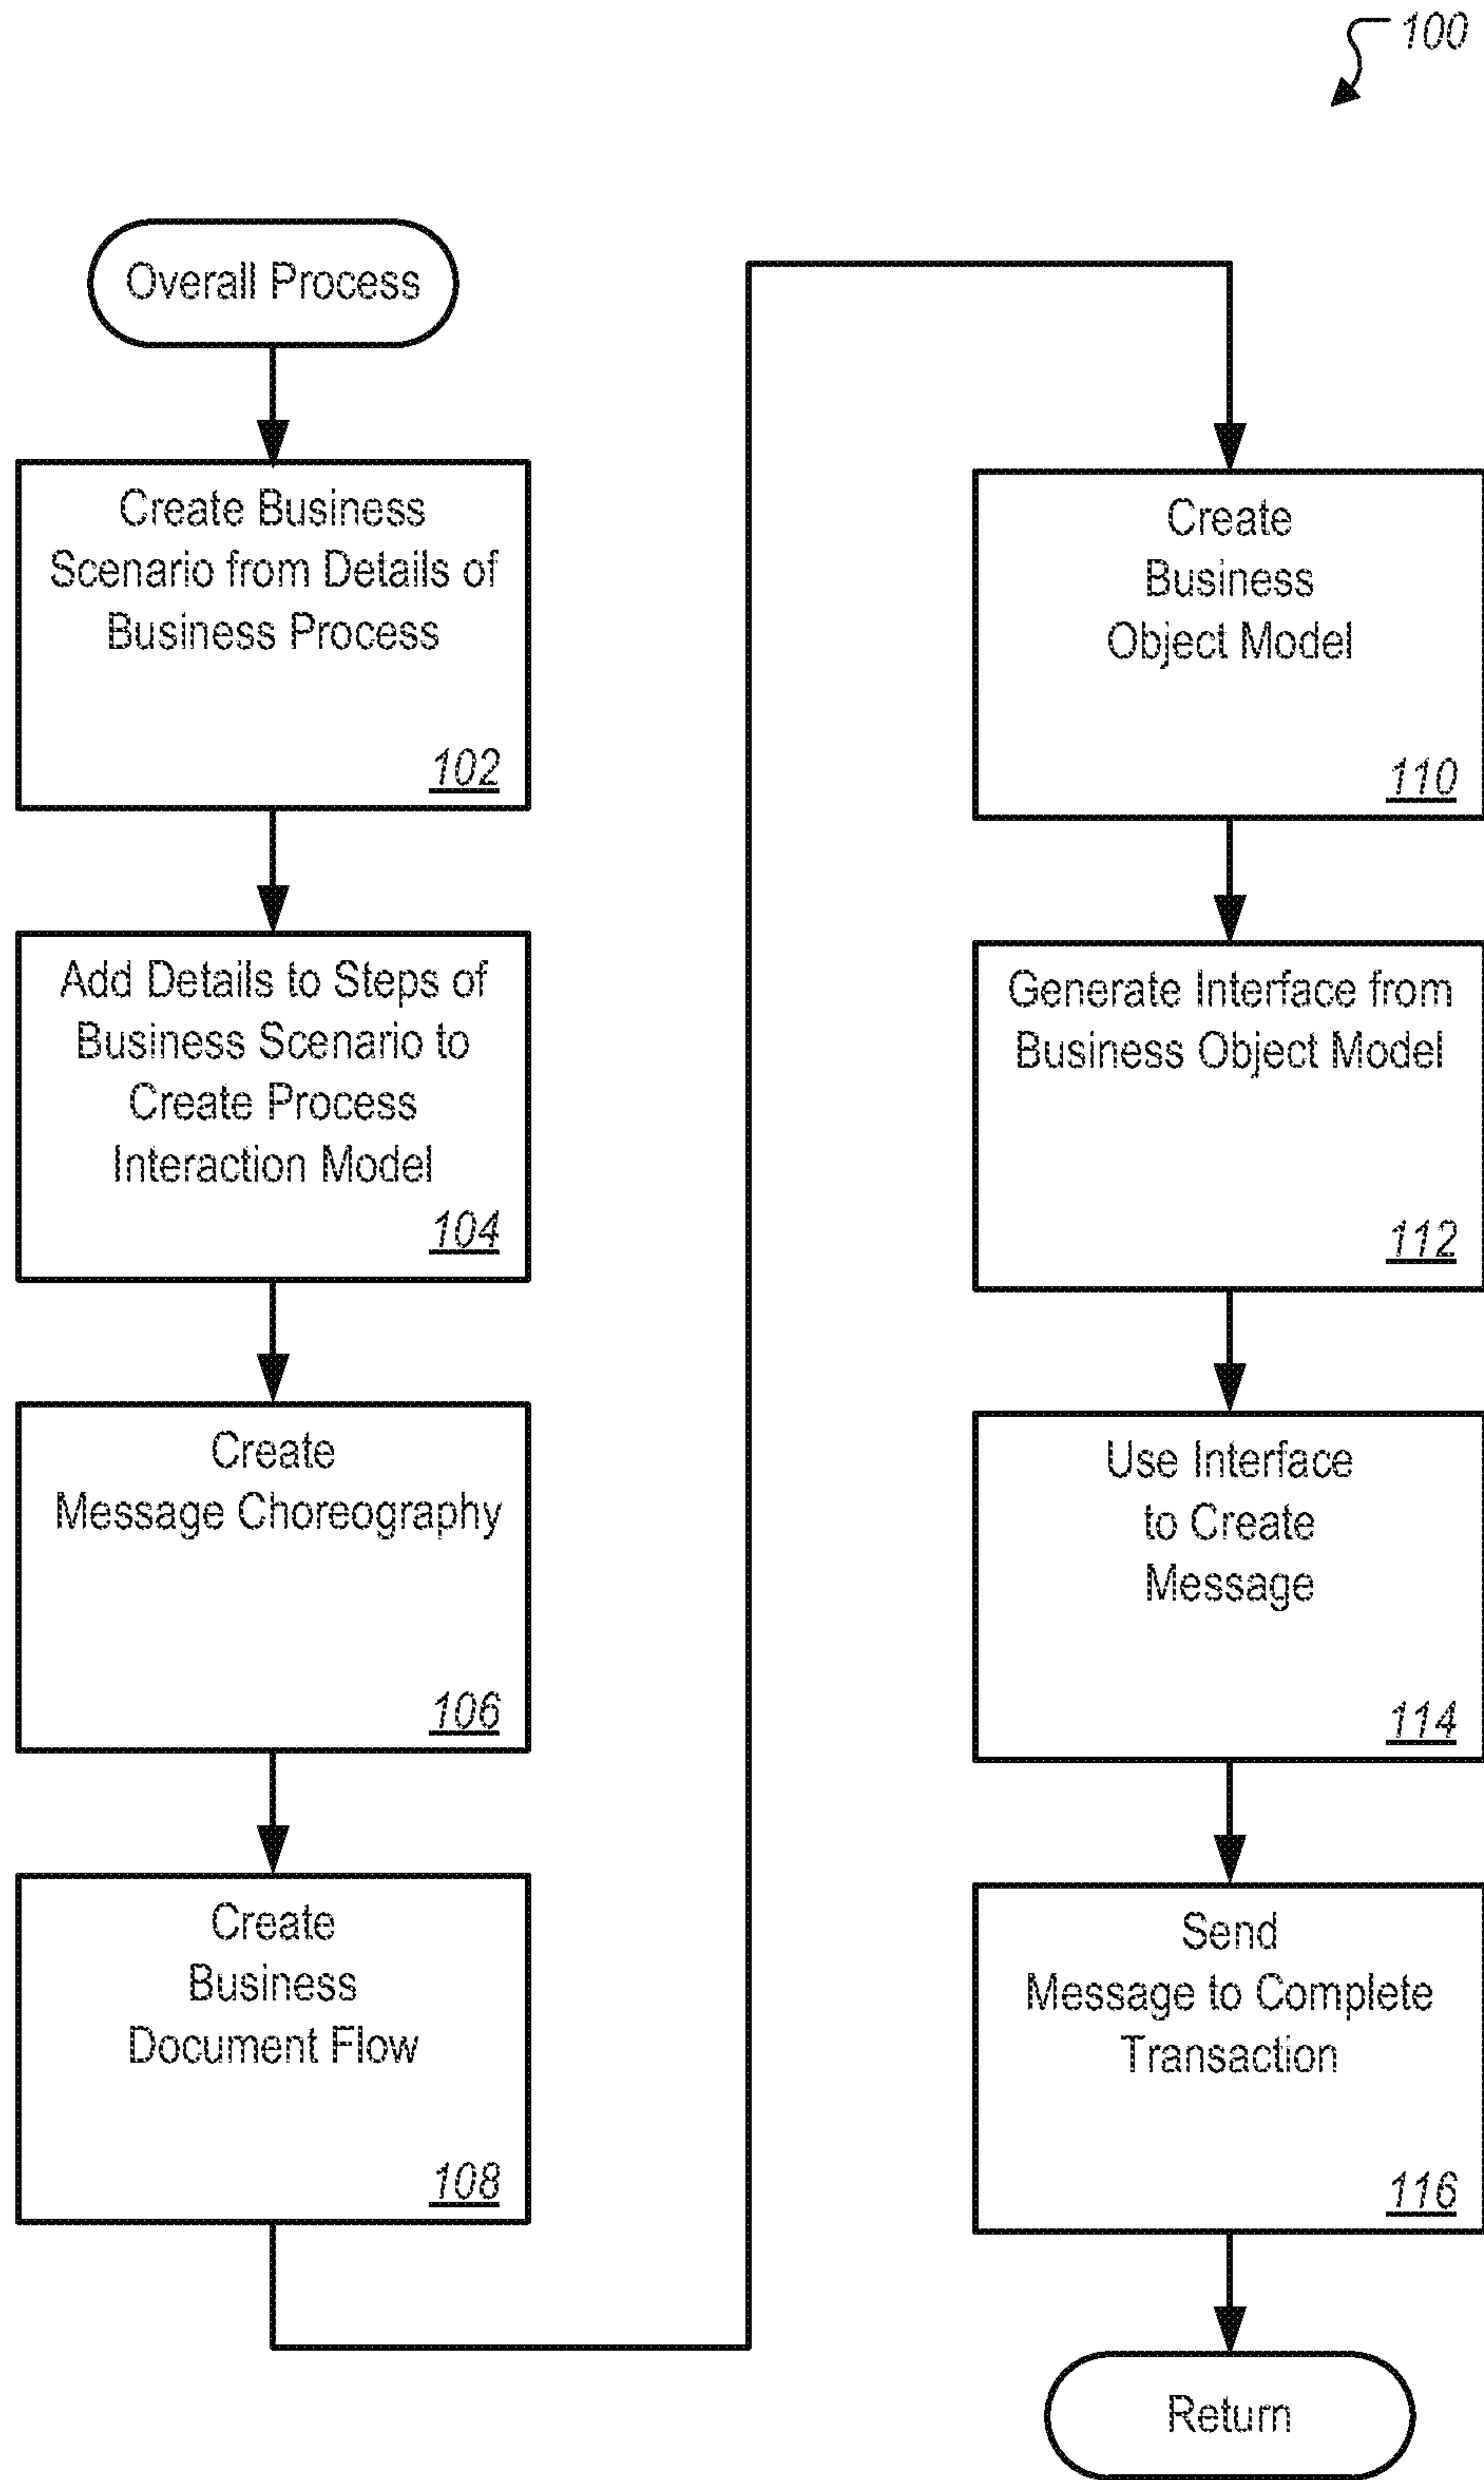 100
Overall Process
Create Business
Scenario from Details of
Business Process
102
Add Details to Steps of
Business Scenario to
Create Process
Interaction Model
104
Create
Message Choreography
106
Create
Business
Document Flow
108
Create
Business
Object Model
110
Generate Interface from
Business Object Model
112
Use Interface
to Create
Message
114
Send
Message to Complete
Transaction
116
Return